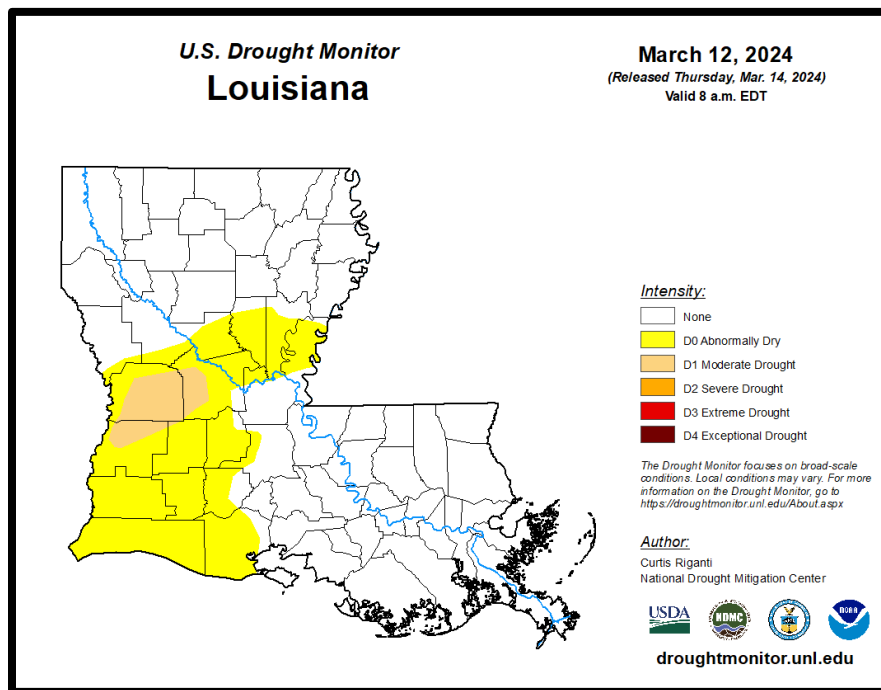 U.S. Drought Monitor
Louisiana
March 12, 2024
(Released Thursday, Mar. 14, 2024)
Valid 8 a.m. EDT
Intensity:
None
D0 Abnormally Dry
D1 Moderate Drought
D2 Severe Drought
D3 Extreme Drought
D4 Exceptional Drought
The Drought Monitor focuses on broad-scale
conditions. Local conditions may vary. For more
information on the Drought Monitor, go to
https://droughtmonitor.unl.edu/About.aspx
Author:
Curtis Riganti
National Drought Mitigation Center
USDA
NDMC
NOAA
droughtmonitor.unl.edu